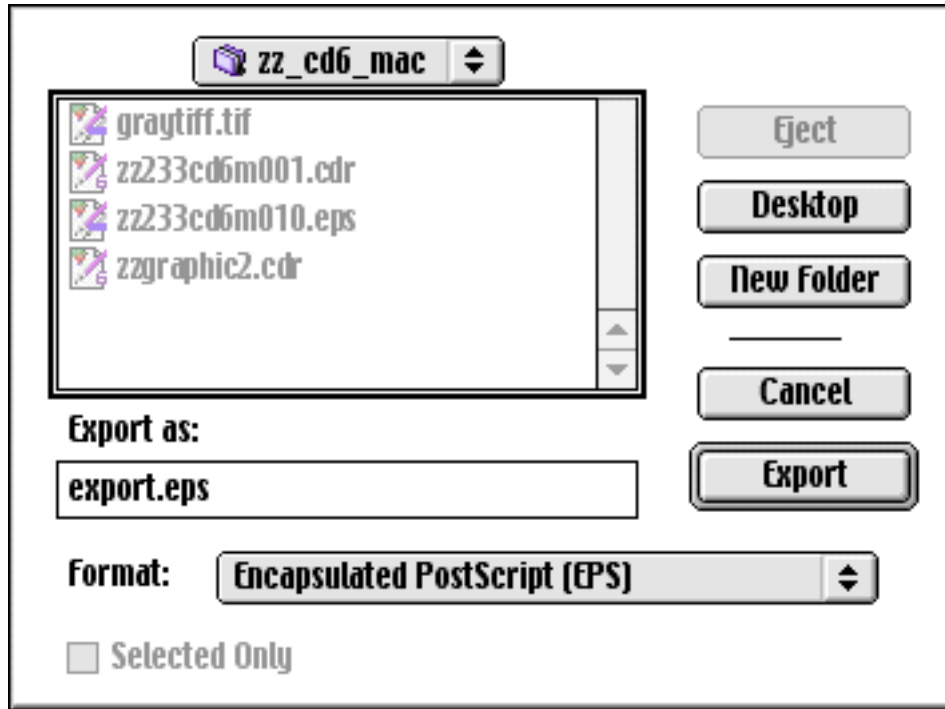 zz_cd6_mac
graytiff.tif
zz233cd6m001.cdr
zz233cd6m010.eps
zzgraphic2.cdr
Eject
Desktop
New Folder
Cancel
Export
Export as:
export.eps
Format:
Encapsulated PostScript (EPS)
Selected Only